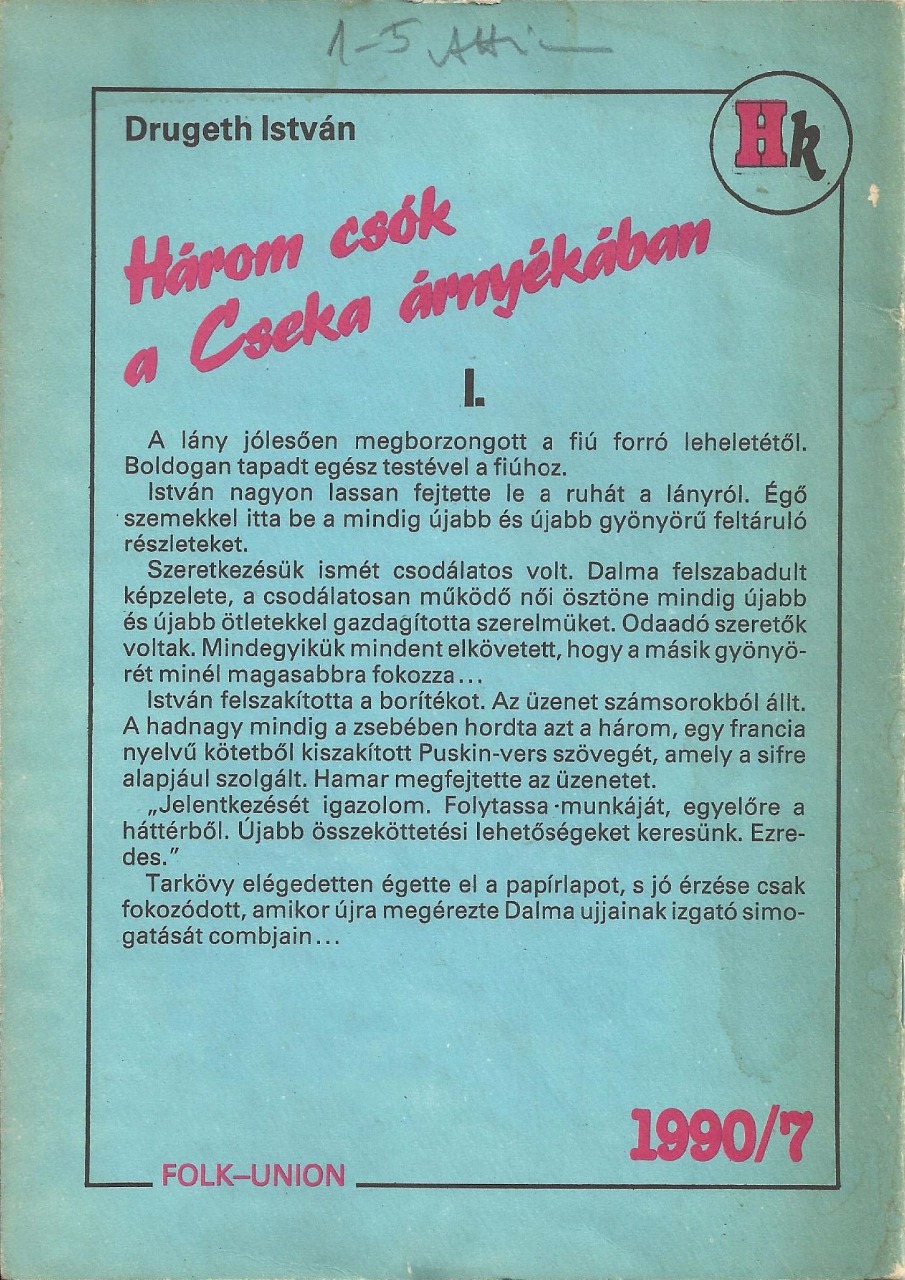 1-5 Atti
Drugeth István
Hk
Három csók
a Cseka árnyékában
I.
A lány jólesően megborzongott a fiú forró leheletétől.
Boldogan tapadt egész testével a fiúhoz.
István nagyon lassan fejtette le a ruhát a lányról. Égő
szemekkel itta be a mindig újabb és újabb gyönyörű feltáruló
részleteket.
Szeretkezésük ismét csodálatos volt. Dalma felszabadult
képzelete, a csodálatosan működő női ösztöne mindig újabb
és újabb ötletekkel gazdagította szerelmüket. Odaadó szeretők
voltak. Mindegyikük mindent elkövetett, hogy a másik gyönyö-
rét minél magasabbra fokozza...
István felszakította a borítékot. Az üzenet számsorokból állt.
A hadnagy mindig a zsebében hordta azt a három, egy francia
nyelvű kötetből kiszakított Puskin-vers szövegét, amely a sifre
alapjául szolgált. Hamar megfejtette az üzenetet.
„Jelentkezését igazolom. Folytassa munkáját, egyelőre a
háttérből. Újabb összeköttetési lehetőségeket keresünk. Ezre-
des."
Tarkövy elégedetten égette el a papírlapot, s jó érzése csak
fokozódott, amikor újra megérezte Dalma ujjainak izgató simo-
gatását combjain...
1990/7
FOLK–UNION